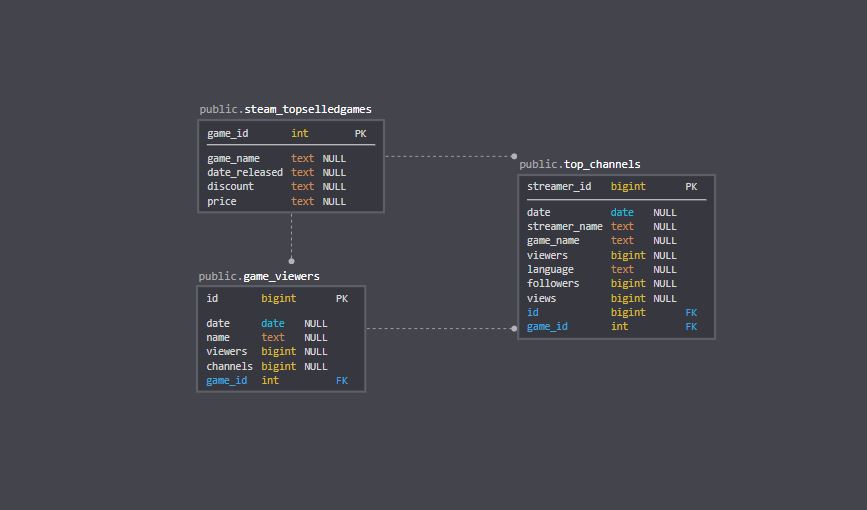 public.steam_topselledgames
game_id int PK
game_name text NULL
date_released text NULL
discount text NULL
price text NULL
public.top_channels
streamer_id bigint PK
date date NULL
streamer_name text NULL
game_name text NULL
viewers bigint NULL
language text NULL
followers bigint NULL
views bigint NULL
id bigint FK
game_id int FK
public.game_viewers
id bigint PK
date date NULL
name text NULL
viewers bigint NULL
channels bigint NULL
game_id int FK